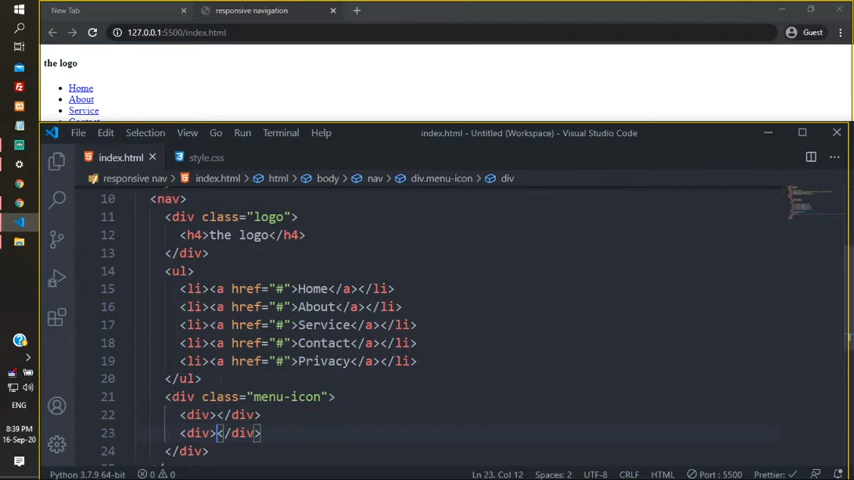 New Tab
responsive navigation
127.0.0.1:5500/index.html
Guest
the logo
Home
About
Service
File Edit Selection View Go Run Terminal Help
index.html - Untitled (Workspace) - Visual Studio Code
index.html
style.css
responsive nav > index.html > html > body > nav > div.menu-icon > div
10 <nav>
11 <div class="logo">
12 <h4>the logo</h4>
13 </div>
14 <ul>
15 <li><a href="#">Home</a></li>
16 <li><a href="#">About</a></li>
17 <li><a href="#">Service</a></li>
18 <li><a href="#">Contact</a></li>
19 <li><a href="#">Privacy</a></li>
20 </ul>
21 <div class="menu-icon">
22 <div></div>
23 <div></div>
24 </div>
ENG
8:39 PM
16-Sep-20
Python 3.7.9 64-bit 0 0 Ln 23, Col 12 Spaces: 2 UTF-8 CRLF HTML Port : 5500 Prettier: ✓